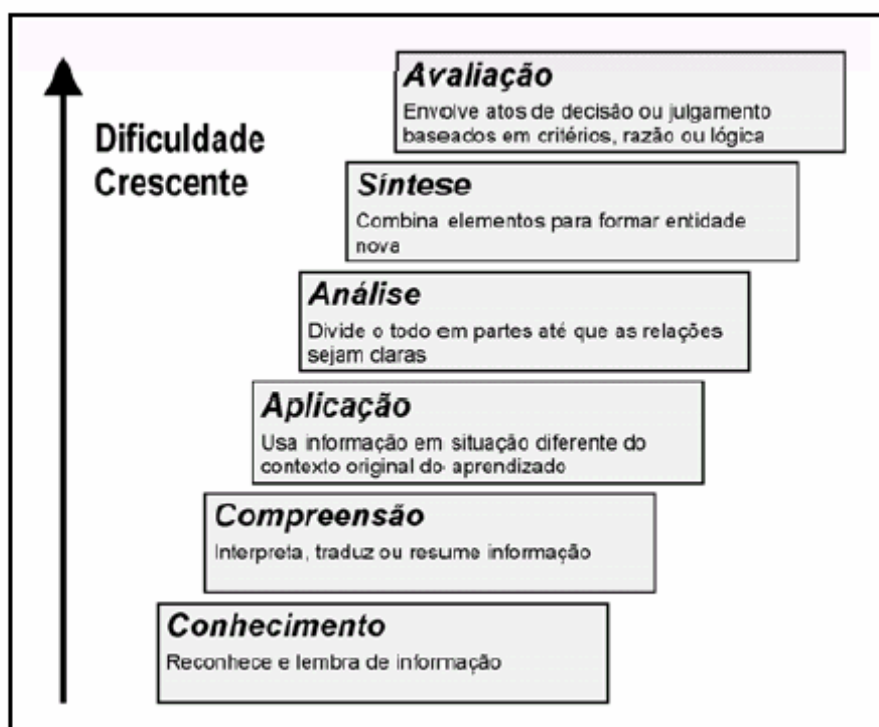 Dificuldade
Crescente
Avaliação
Envolve atos de decisão ou julgamento
baseados em critérios, razão ou lógica
Síntese
Combina elementos para formar entidade
nova
Análise
Divide o todo em partes até que as relações
sejam claras
Aplicação
Usa informação em situação diferente do
contexto original do aprendizado
Compreensão
Interpreta, traduz ou resume informação
Conhecimento
Reconhece e lembra de informação